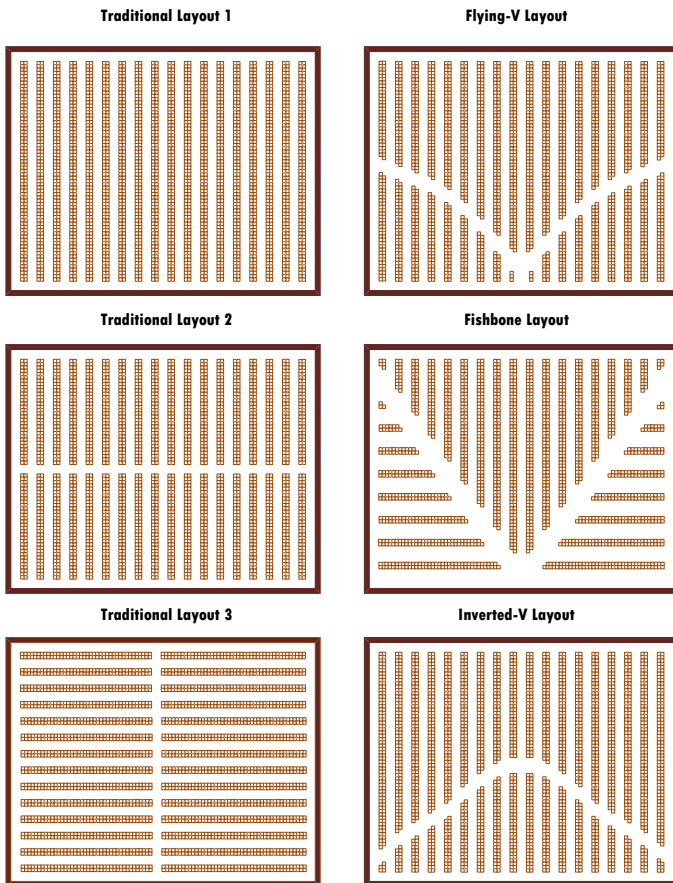 Traditional Layout 1
Flying-V Layout
Traditional Layout 2
Fishbone Layout
Traditional Layout 3
Inverted-V Layout